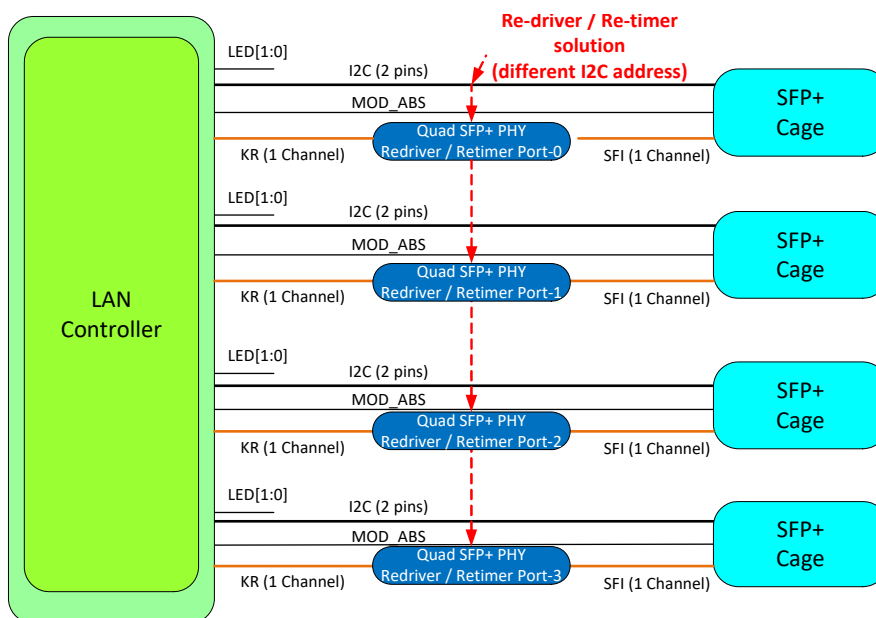 Re-driver / Re-timer
solution
(different I2C address)
LED[1:0]
I2C (2 pins)
MOD_ABS
Quad SFP+ PHY
Redriver / Retimer Port-0
KR (1 Channel)
SFI (1 Channel)
SFP+
Cage
LED[1:0]
I2C (2 pins)
MOD_ABS
Quad SFP+ PHY
Redriver / Retimer Port-1
KR (1 Channel)
SFI (1 Channel)
SFP+
Cage
LAN
Controller
LED[1:0]
I2C (2 pins)
MOD_ABS
Quad SFP+ PHY
Redriver / Retimer Port-2
KR (1 Channel)
SFI (1 Channel)
SFP+
Cage
LED[1:0]
I2C (2 pins)
MOD_ABS
Quad SFP+ PHY
Redriver / Retimer Port-3
KR (1 Channel)
SFI (1 Channel)
SFP+
Cage